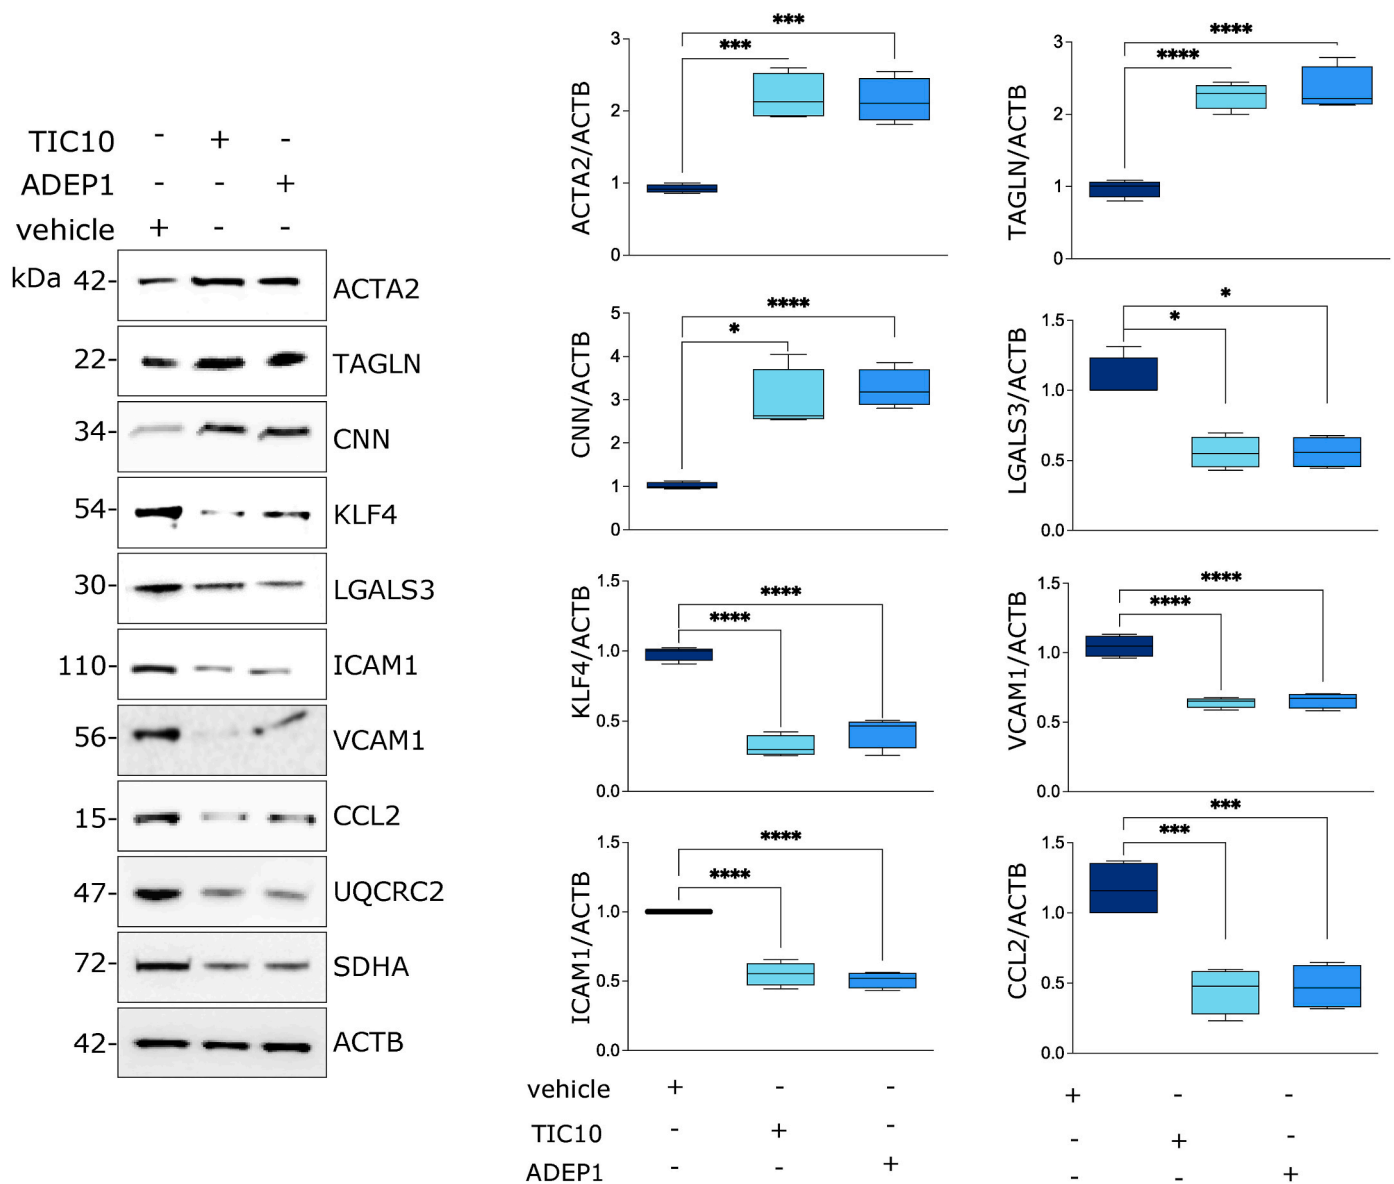 TIC10 - + -
ADEP1 - - +
vehicle + - -
kDa 42- ACTA2
22- TAGLN
34- CNN
54- KLF4
30- LGALS3
110- ICAM1
56- VCAM1
15- CCL2
47- UQCRC2
72- SDHA
42- ACTB
ACTA2/ACTB
3
2
1
0
***
***
TAGLN/ACTB
3
2
1
0
****
****
CNN/ACTB
5
4
3
2
1
0
****
*
LGALS3/ACTB
1.5
1.0
0.5
0.0
*
*
KLF4/ACTB
1.5
1.0
0.5
0.0
****
****
VCAM1/ACTB
1.5
1.0
0.5
0.0
****
****
ICAM1/ACTB
1.5
1.0
0.5
0.0
****
****
CCL2/ACTB
1.5
1.0
0.5
0.0
***
***
vehicle + - - + - -
TIC10 - + - - + -
ADEP1 - - + - - +